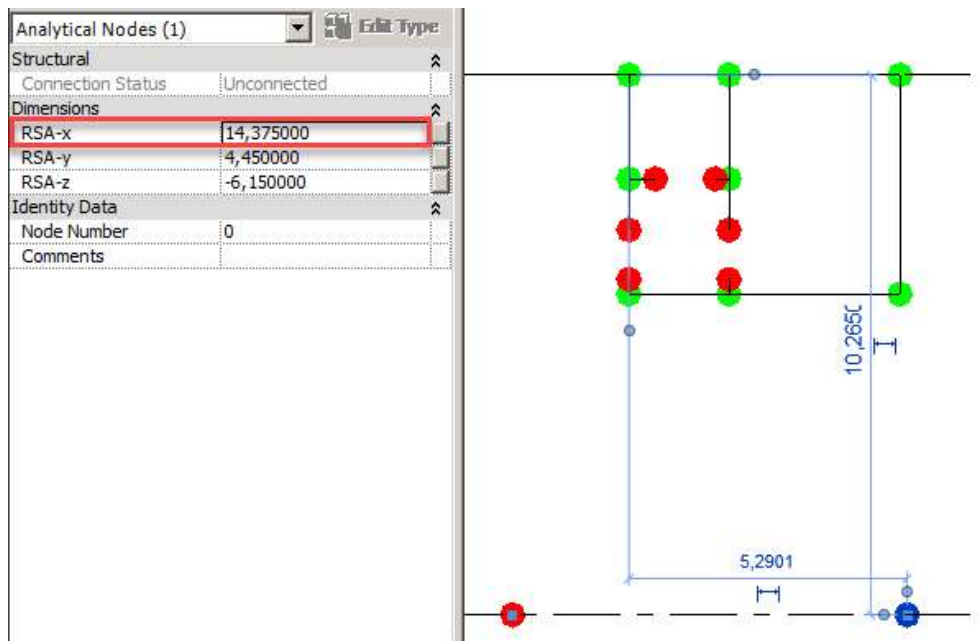 Analytical Nodes (1) Edit Type
Structural
Connection Status Unconnected
Dimensions
RSA-x 14,375000
RSA-y 4,450000
RSA-z -6,150000
Identity Data
Node Number 0
Comments
10,2650
5,2901